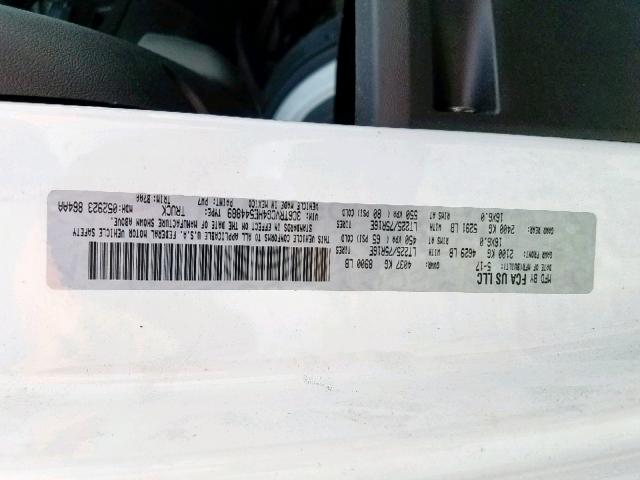 MFD BY FCA US LLC
DATE OF MFR: 5-17 GVWR: 4037 KG 8900 LB
GAWR FRONT: 2100 KG 4629 LB WITH LT225/75R16E TIRES
16X6.0 RIMS AT 450 KPA ( 65 PSI) COLD
GAWR REAR: 2400 KG 5291 LB WITH LT225/75R16E TIRES
16X6.0 RIMS AT 550 KPA ( 80 PSI) COLD
THIS VEHICLE CONFORMS TO ALL APPLICABLE FEDERAL MOTOR VEHICLE SAFETY
STANDARDS IN EFFECT ON THE DATE OF MANUFACTURE SHOWN ABOVE.
VIN: TYPE: TRUCK
VEHICLE MADE IN MEXICO PAINT: PW7 MDH:052923 864AA
TRIM: